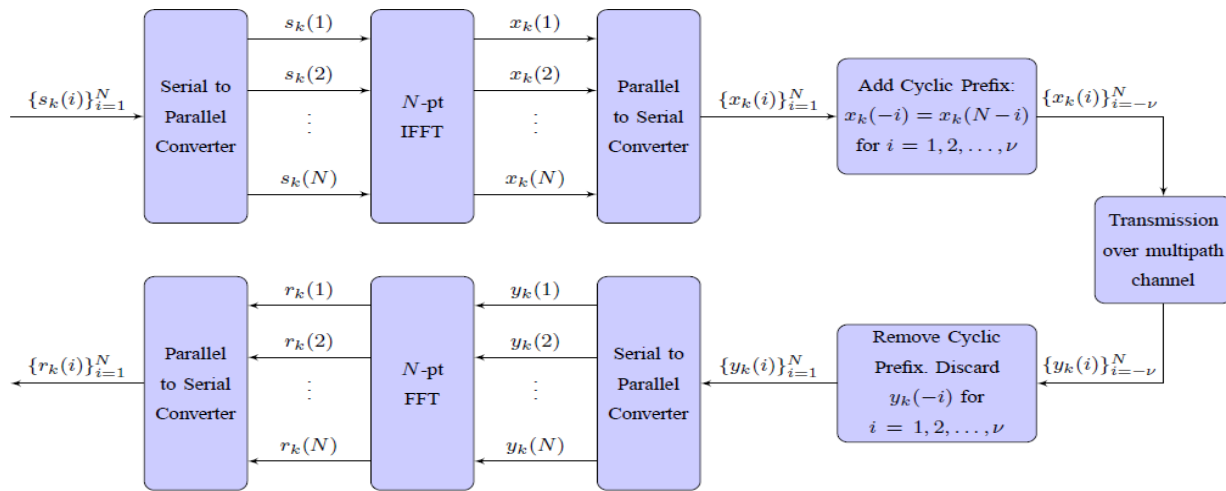 {s_k(i)}_{i=1}^N
Serial to
Parallel
Converter
s_k(1)
s_k(2)
⋮
s_k(N)
N-pt
IFFT
x_k(1)
x_k(2)
⋮
x_k(N)
Parallel
to Serial
Converter
{x_k(i)}_{i=1}^N
Add Cyclic Prefix:
x_k(−i) = x_k(N−i)
for i = 1, 2, . . . , ν
{x_k(i)}_{i=−ν}^N
Transmission
over multipath
channel
{y_k(i)}_{i=−ν}^N
Remove Cyclic
Prefix. Discard
y_k(−i) for
i = 1, 2, . . . , ν
{y_k(i)}_{i=1}^N
Serial to
Parallel
Converter
y_k(1)
y_k(2)
⋮
y_k(N)
N-pt
FFT
r_k(1)
r_k(2)
⋮
r_k(N)
Parallel
to Serial
Converter
{r_k(i)}_{i=1}^N